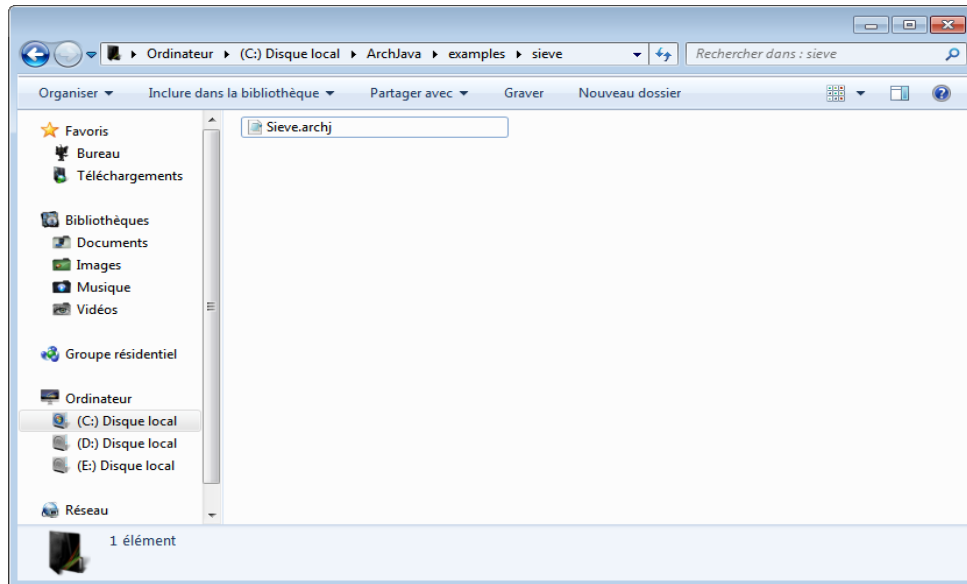 Ordinateur (C:) Disque local ArchJava examples sieve Rechercher dans : sieve
Organiser Inclure dans la bibliothèque Partager avec Graver Nouveau dossier
Favoris
Bureau
Téléchargements
Bibliothèques
Documents
Images
Musique
Vidéos
Groupe résidentiel
Ordinateur
(C:) Disque local
(D:) Disque local
(E:) Disque local
Réseau
Sieve.archj
1 élément